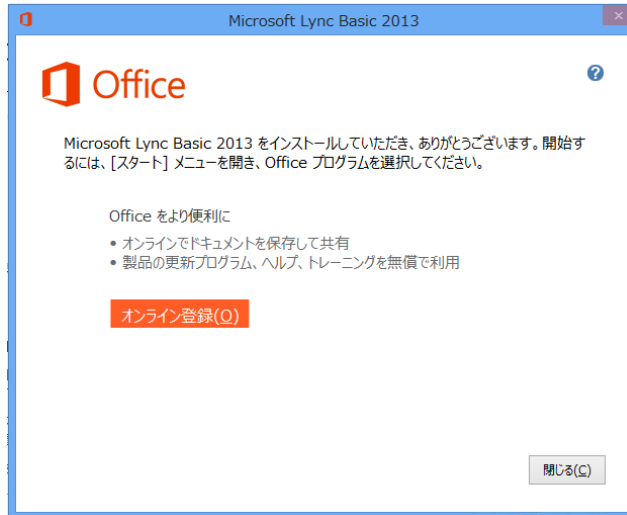 Microsoft Lync Basic 2013
Office
Microsoft Lync Basic 2013 をインストールしていただき、ありがとうございます。開始す
るには、[スタート] メニューを開き、Office プログラムを選択してください。
Office をより便利に
• オンラインでドキュメントを保存して共有
• 製品の更新プログラム、ヘルプ、トレーニングを無償で利用
オンライン登録(O)
閉じる(C)